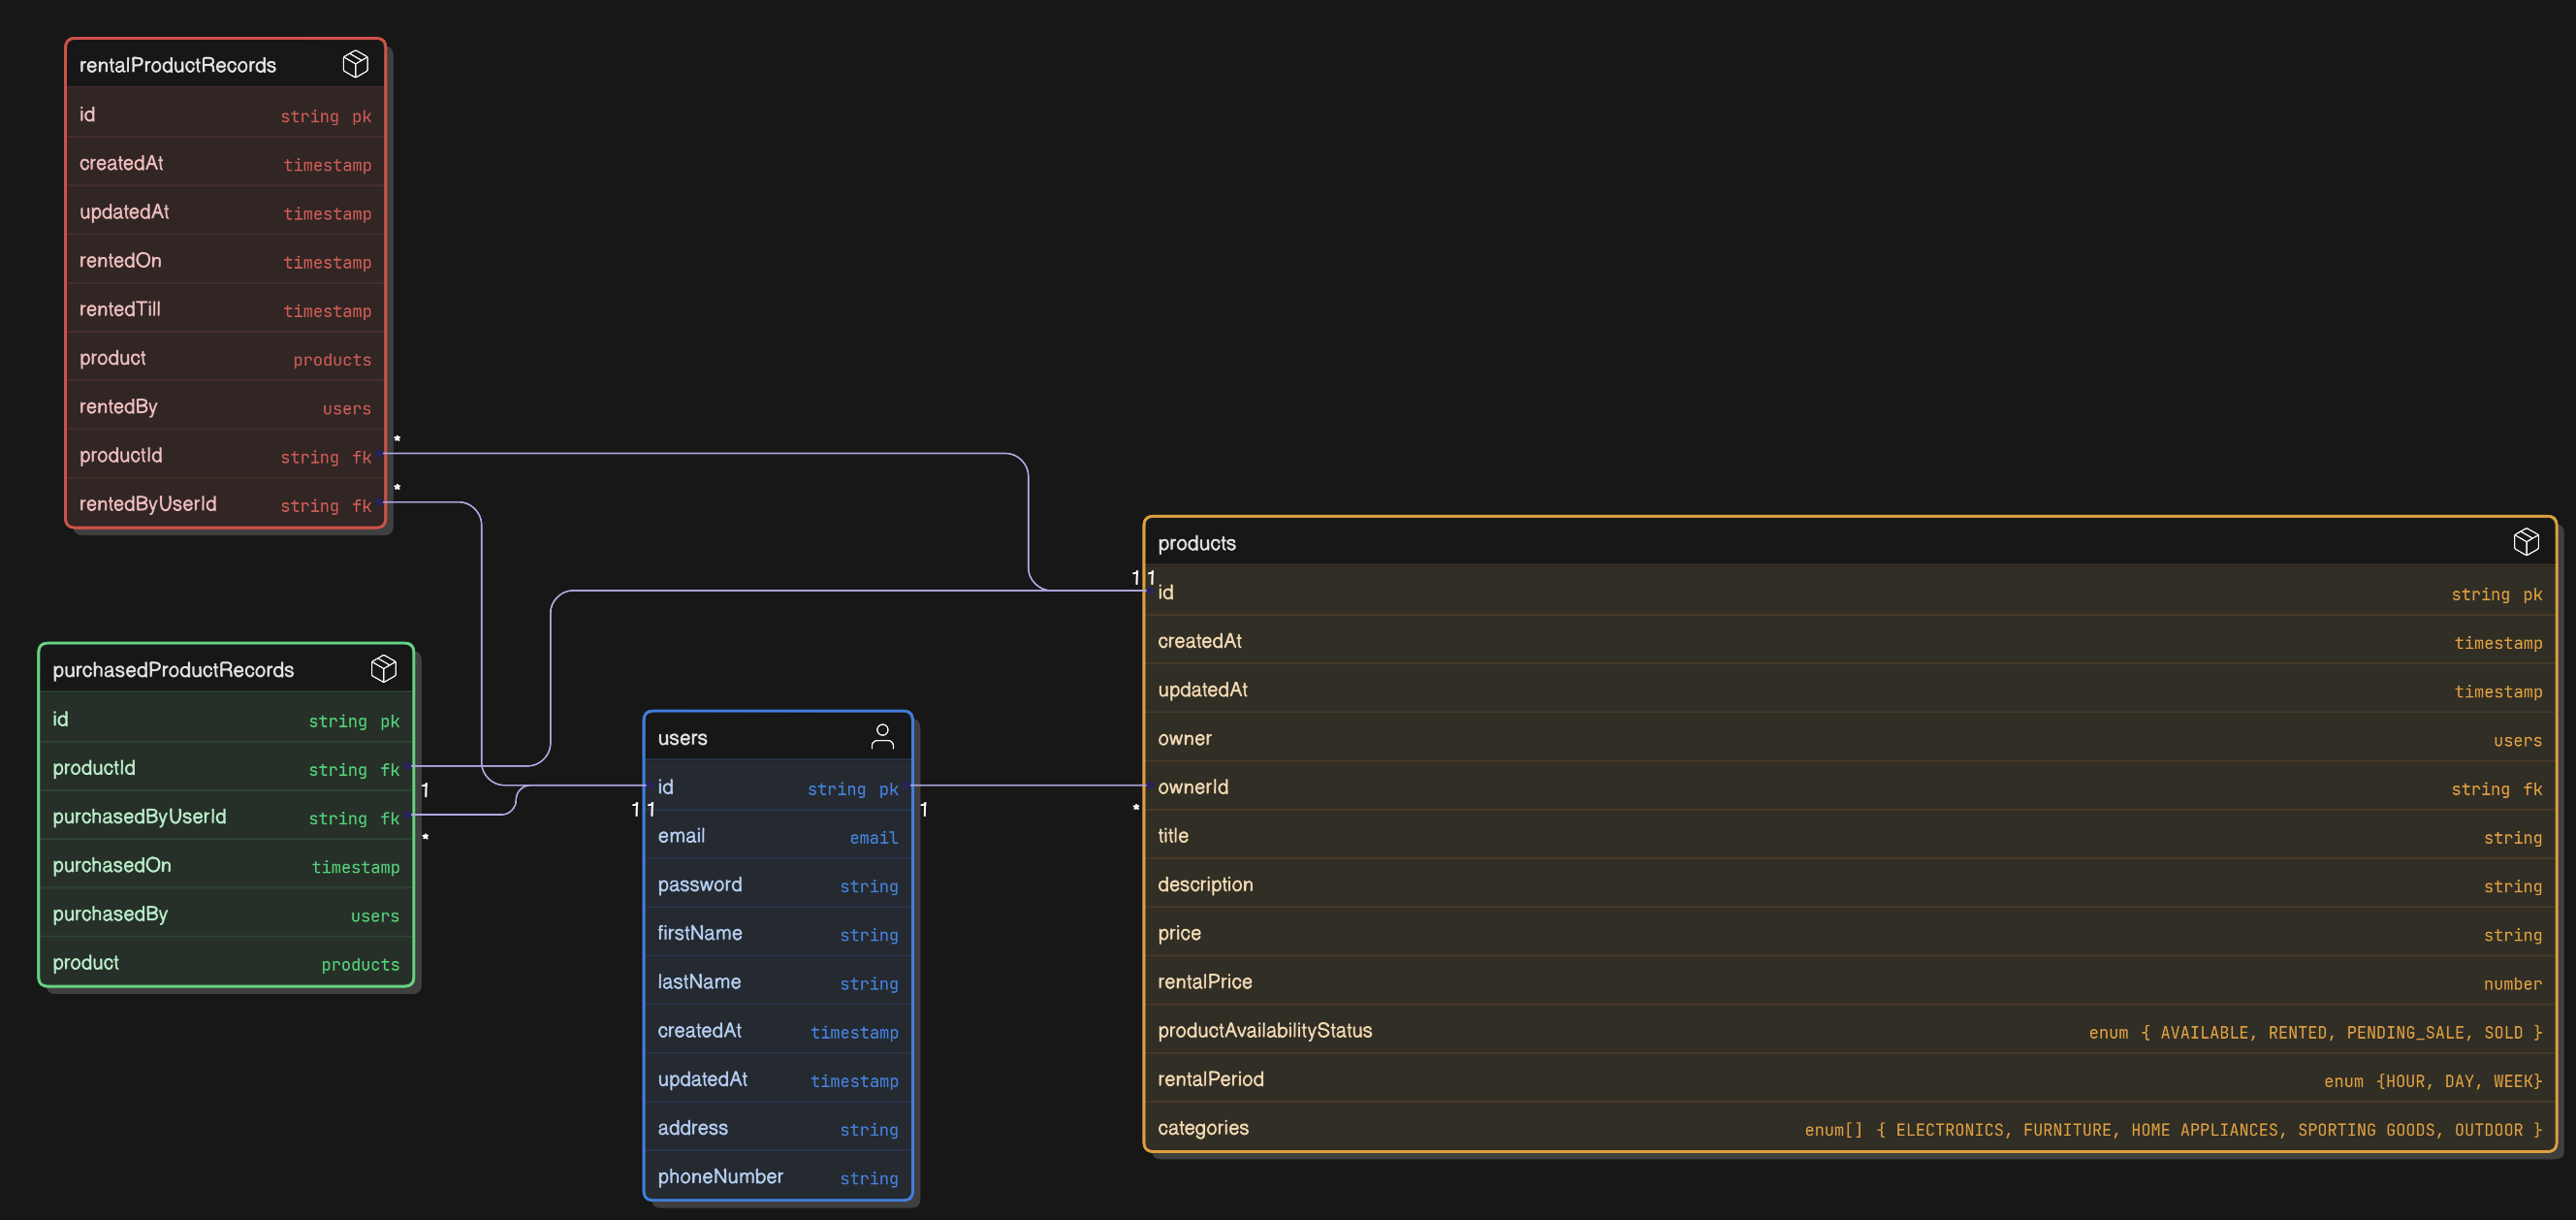 rentalProductRecords
id string pk
createdAt timestamp
updatedAt timestamp
rentedOn timestamp
rentedTill timestamp
product products
rentedBy users
*
productId string fk
*
rentedByUserId string fk
purchasedProductRecords
id string pk
productId string fk
1
purchasedByUserId string fk
*
purchasedOn timestamp
purchasedBy users
product products
users
id string pk
1 1
1
email email
password string
firstName string
lastName string
createdAt timestamp
updatedAt timestamp
address string
phoneNumber string
products
1 1
id string pk
createdAt timestamp
updatedAt timestamp
owner users
ownerId string fk
*
title string
description string
price string
rentalPrice number
productAvailabilityStatus enum { AVAILABLE, RENTED, PENDING_SALE, SOLD }
rentalPeriod enum {HOUR, DAY, WEEK}
categories enum[] { ELECTRONICS, FURNITURE, HOME APPLIANCES, SPORTING GOODS, OUTDOOR }